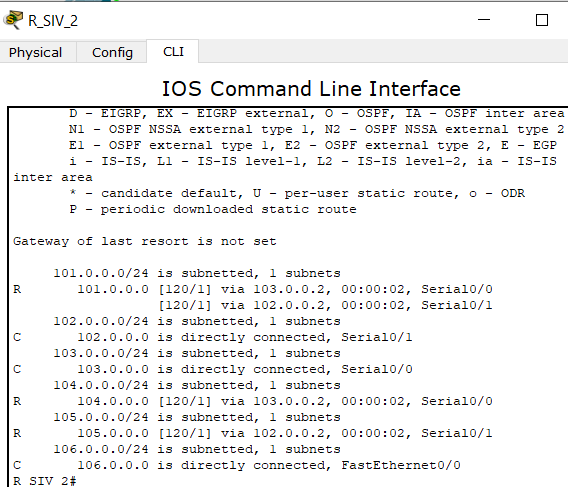 R_SIV_2
Physical Config CLI
IOS Command Line Interface
D - EIGRP, EX - EIGRP external, O - OSPF, IA - OSPF inter area
N1 - OSPF NSSA external type 1, N2 - OSPF NSSA external type 2
E1 - OSPF external type 1, E2 - OSPF external type 2, E - EGP
i - IS-IS, L1 - IS-IS level-1, L2 - IS-IS level-2, ia - IS-IS
inter area
* - candidate default, U - per-user static route, o - ODR
P - periodic downloaded static route
Gateway of last resort is not set
101.0.0.0/24 is subnetted, 1 subnets
R 101.0.0.0 [120/1] via 103.0.0.2, 00:00:02, Serial0/0
[120/1] via 102.0.0.2, 00:00:02, Serial0/1
102.0.0.0/24 is subnetted, 1 subnets
C 102.0.0.0 is directly connected, Serial0/1
103.0.0.0/24 is subnetted, 1 subnets
C 103.0.0.0 is directly connected, Serial0/0
104.0.0.0/24 is subnetted, 1 subnets
R 104.0.0.0 [120/1] via 103.0.0.2, 00:00:02, Serial0/0
105.0.0.0/24 is subnetted, 1 subnets
R 105.0.0.0 [120/1] via 102.0.0.2, 00:00:02, Serial0/1
106.0.0.0/24 is subnetted, 1 subnets
C 106.0.0.0 is directly connected, FastEthernet0/0
R_SIV_2#